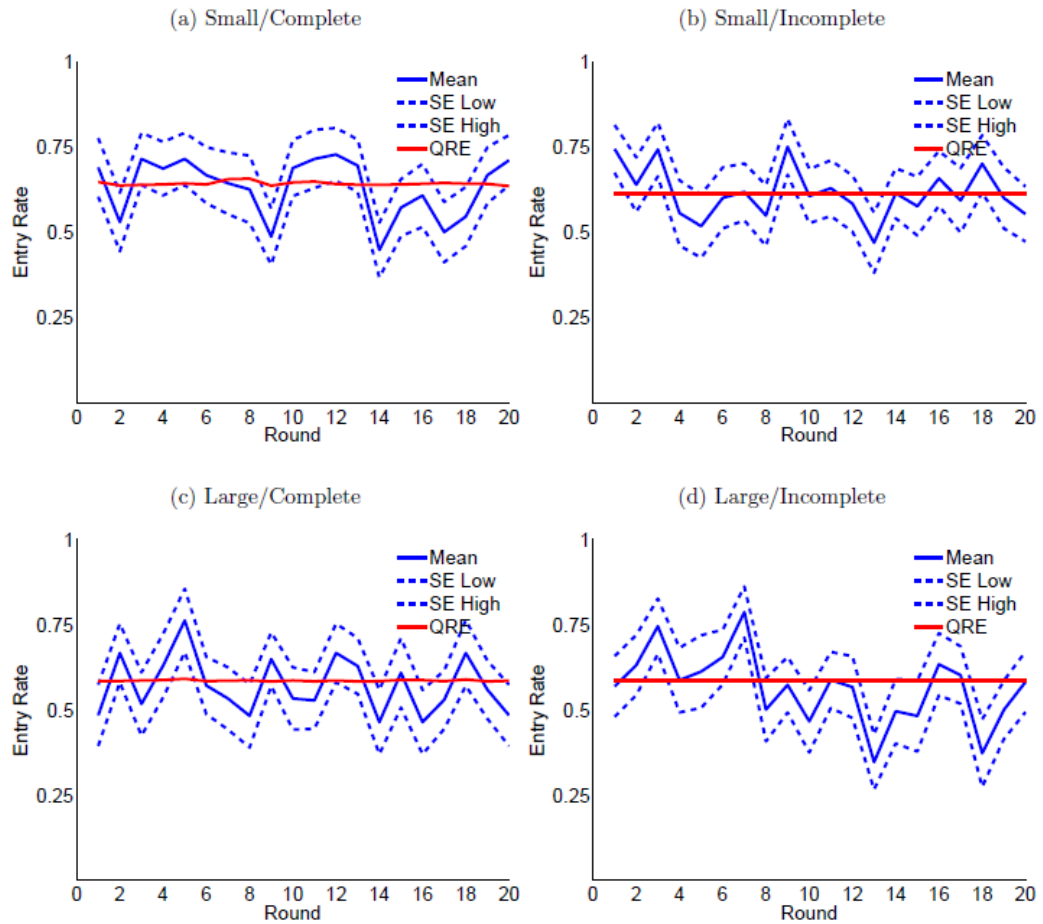 (a) Small/Complete
1
0.75
0.5
0.25
Entry Rate
Mean
SE Low
SE High
QRE
0 2 4 6 8 10 12 14 16 18 20
Round
(b) Small/Incomplete
1
0.75
0.5
0.25
Entry Rate
Mean
SE Low
SE High
QRE
0 2 4 6 8 10 12 14 16 18 20
Round
(c) Large/Complete
1
0.75
0.5
0.25
Entry Rate
Mean
SE Low
SE High
QRE
0 2 4 6 8 10 12 14 16 18 20
Round
(d) Large/Incomplete
1
0.75
0.5
0.25
Entry Rate
Mean
SE Low
SE High
QRE
0 2 4 6 8 10 12 14 16 18 20
Round